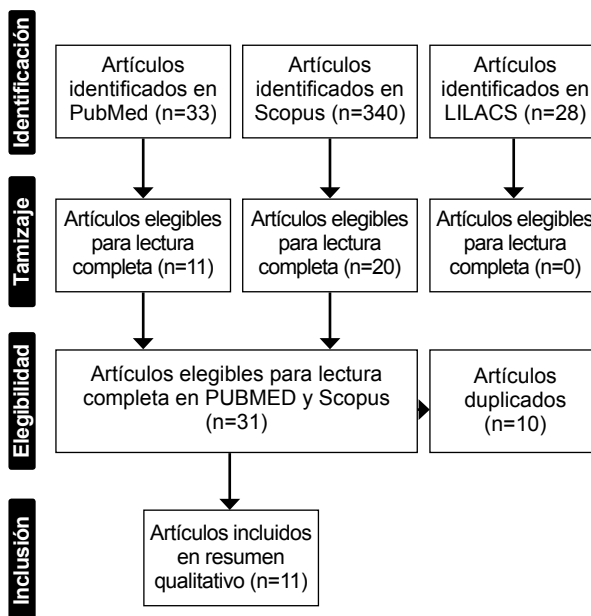 Identificación
Artículos
identificados en
PubMed (n=33)
Artículos
identificados en
Scopus (n=340)
Artículos
identificados en
LILACS (n=28)
Tamizaje
Artículos elegibles
para lectura
completa (n=11)
Artículos elegibles
para lectura
completa (n=20)
Artículos elegibles
para lectura
completa (n=0)
Elegibilidad
Artículos elegibles para lectura
completa en PUBMED y Scopus
(n=31)
Artículos
duplicados
(n=10)
Inclusión
Artículos incluidos
en resumen
qualitativo (n=11)